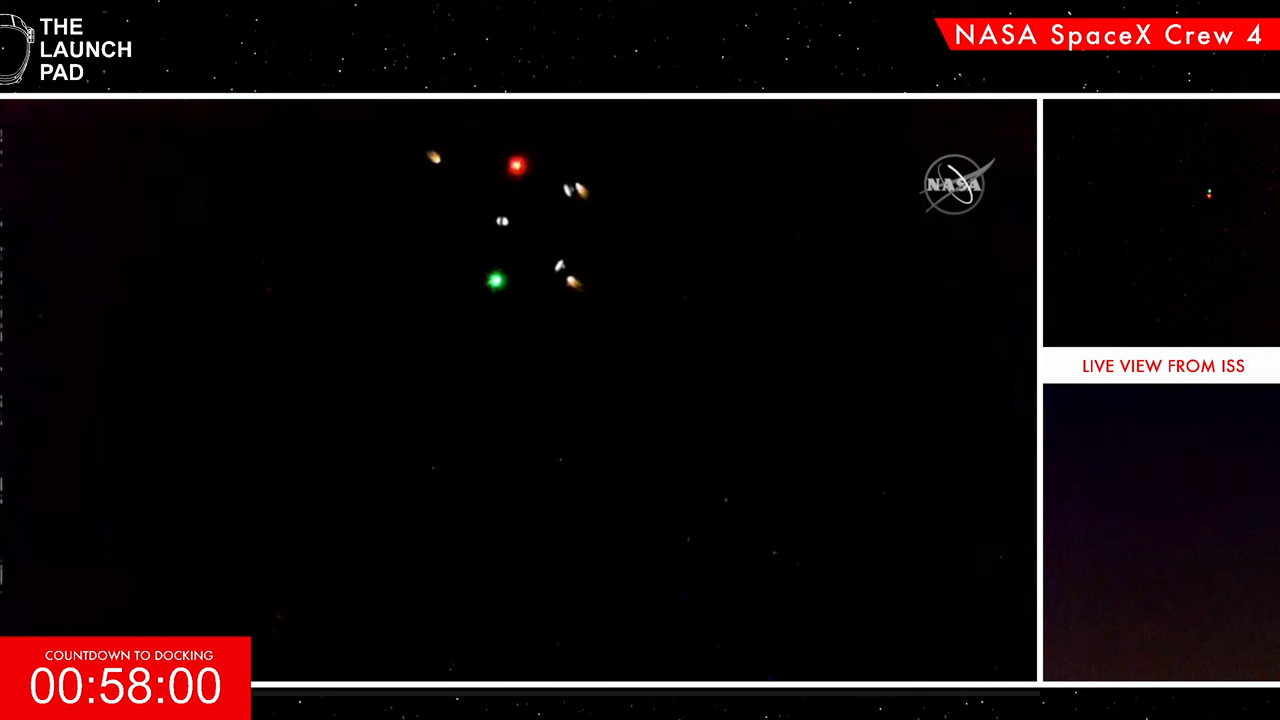 THE
LAUNCH
PAD
NASA SpaceX Crew 4
NASA
LIVE VIEW FROM ISS
COUNTDOWN TO DOCKING
00:58:00